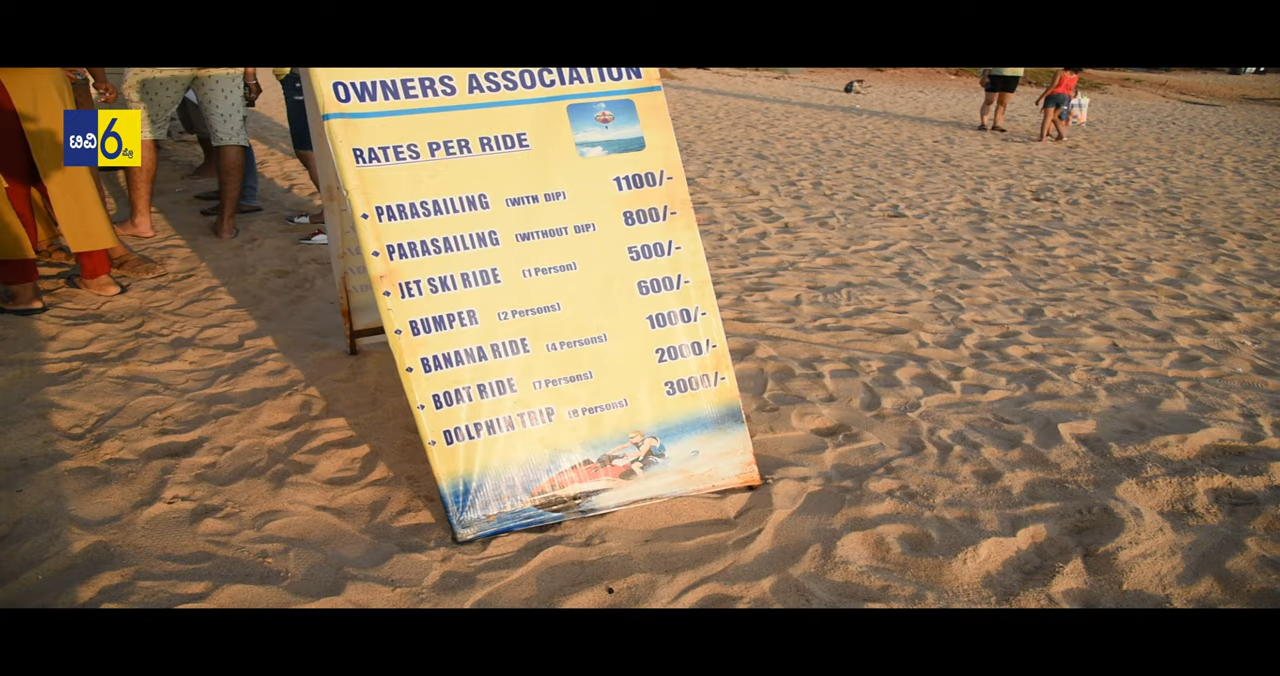 OWNERS ASSOCIATION
ಟಿವಿ 6 ಪ್ರೊ
RATES PER RIDE
PARASAILING (WITH DIP) 1100/-
PARASAILING (WITHOUT DIP) 800/-
JET SKI RIDE (1 Person) 500/-
BUMPER (2 Persons) 600/-
BANANA RIDE (4 Persons) 1000/-
BOAT RIDE (7 Persons) 2000/-
DOLPHIN TRIP (8 Persons) 3000/-